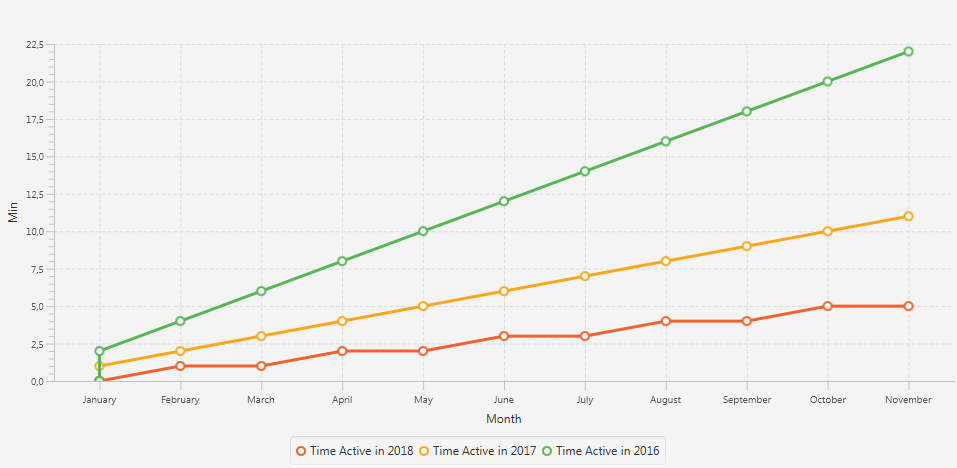 22,5
20,0
17,5
15,0
12,5
10,0
7,5
5,0
2,5
0,0
Min
January February March April May June July August September October November
Month
Time Active in 2018 Time Active in 2017 Time Active in 2016